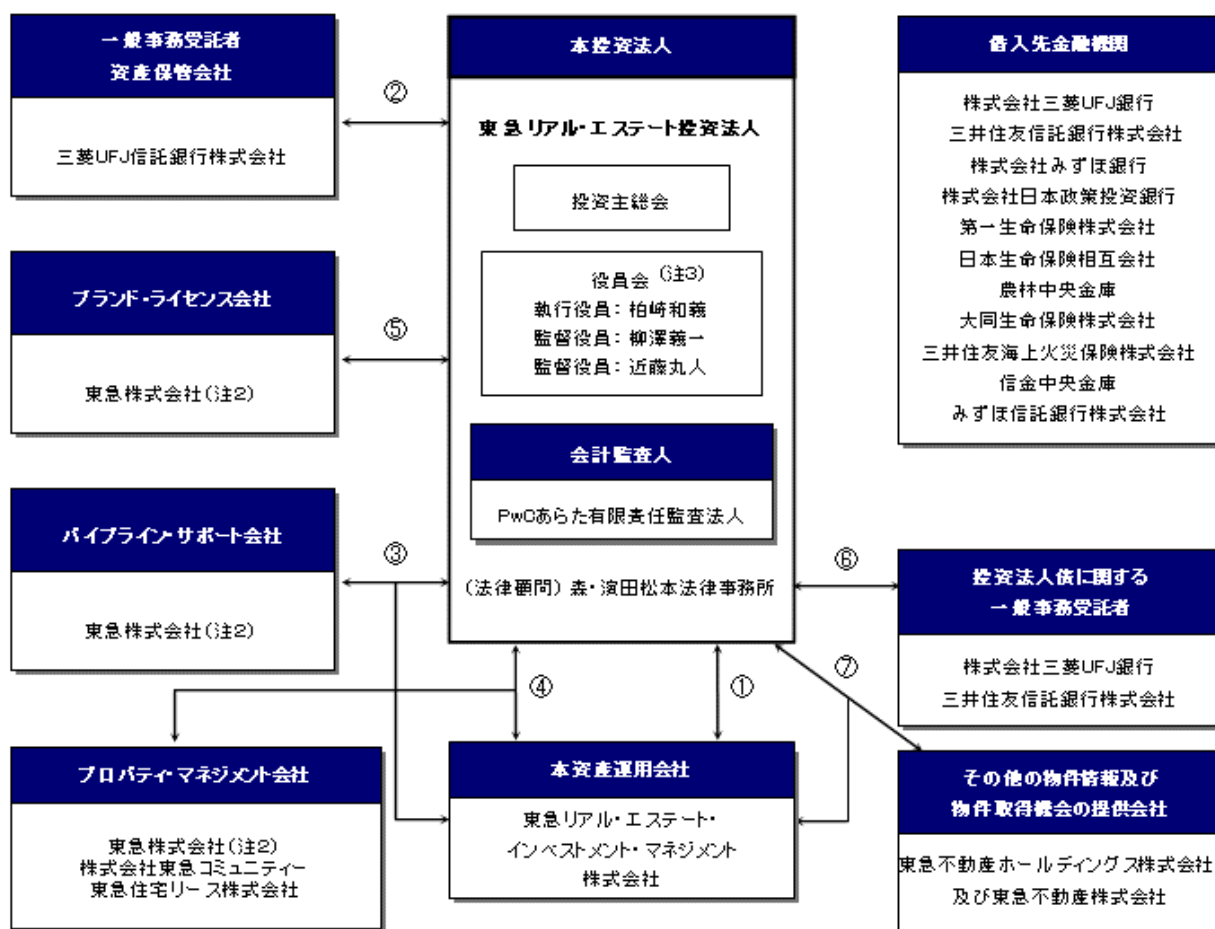 一般事務受託者
資産保管会社
三菱UFJ信託銀行株式会社
②
ブランド・ライセンス会社
東急株式会社(注2)
⑤
パイプライン・サポート会社
東急株式会社(注2)
③
プロパティ・マネジメント会社
東急株式会社(注2)
株式会社東急コミュニティー
東急住宅リース株式会社
④
本投資法人
東急リアル・エステート投資法人
投資主総会
役員会(注3)
執行役員：柏崎和義
監督役員：柳澤義一
監督役員：近藤丸人
会計監査人
PwCあらた有限責任監査法人
(法律顧問) 森・濱田松本法律事務所
①
本資産運用会社
東急リアル・エステート・
インベストメント・マネジメント
株式会社
借入先金融機関
株式会社三菱UFJ銀行
三井住友信託銀行株式会社
株式会社みずほ銀行
株式会社日本政策投資銀行
第一生命保険株式会社
日本生命保険相互会社
農林中央金庫
大同生命保険株式会社
三井住友海上火災保険株式会社
信金中央金庫
みずほ信託銀行株式会社
⑥
投資法人債に関する
一般事務受託者
株式会社三菱UFJ銀行
三井住友信託銀行株式会社
⑦
その他の物件情報及び
物件取得機会の提供会社
東急不動産ホールディングス株式会社
及び東急不動産株式会社